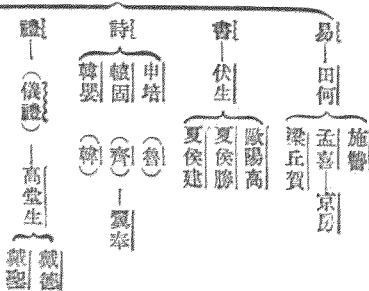 易—田何
施讎
孟喜—京房
梁丘賀
書—伏生
歐陽高
夏侯勝
夏侯建
詩
申培（魯）
轅固（齊）—翼奉
韓嬰（韓）
禮—（儀禮）—高堂生
戴德
戴聖